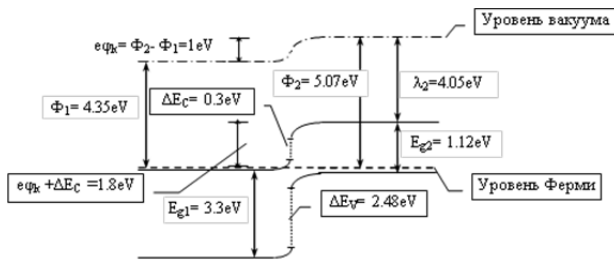 Уровень вакуума
eφk= Φ2- Φ1=1eV
Φ2= 5.07eV
λ2=4.05eV
Φ1= 4.35eV
ΔEC= 0.3eV
Eg2= 1.12eV
eφk +ΔEC =1.8eV
Уровень Ферми
Eg1= 3.3eV
ΔEV= 2.48eV